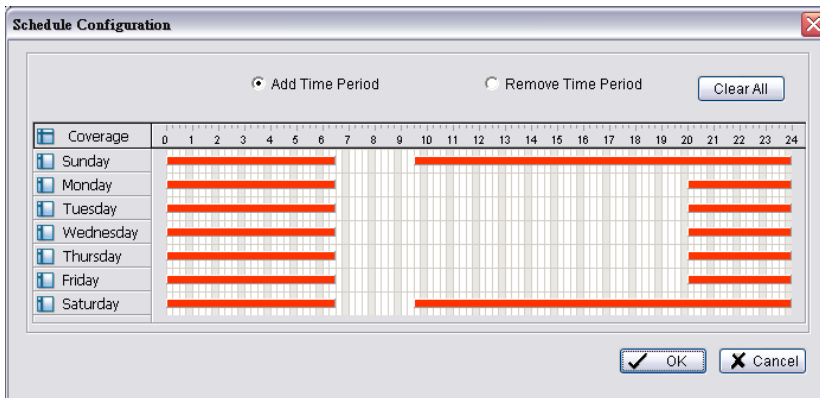 Schedule Configuration
Add Time Period Remove Time Period Clear All
Coverage 0 1 2 3 4 5 6 7 8 9 10 11 12 13 14 15 16 17 18 19 20 21 22 23 24
Sunday
Monday
Tuesday
Wednesday
Thursday
Friday
Saturday
OK Cancel